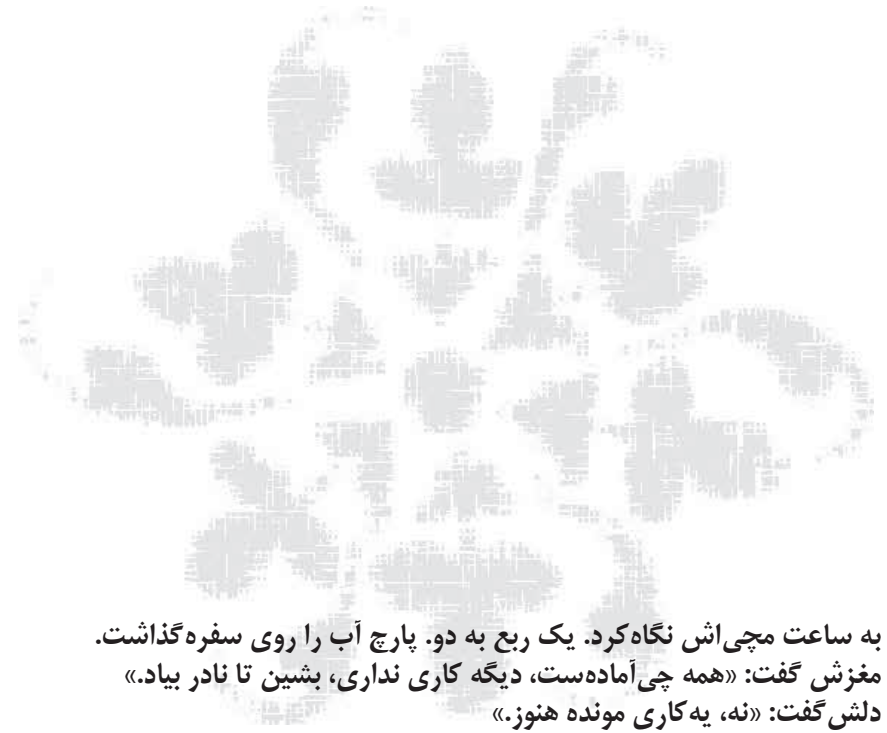 به ساعت مچی‌اش نگاه کرد. یک ربع به دو. پارچ آب را روی سفره گذاشت.
مغزش گفت: «همه چی‌آماده‌ست، دیگه کاری نداری، بشین تا نادر بیاد.»
دلش گفت: «نه، یه کاری مونده هنوز.»